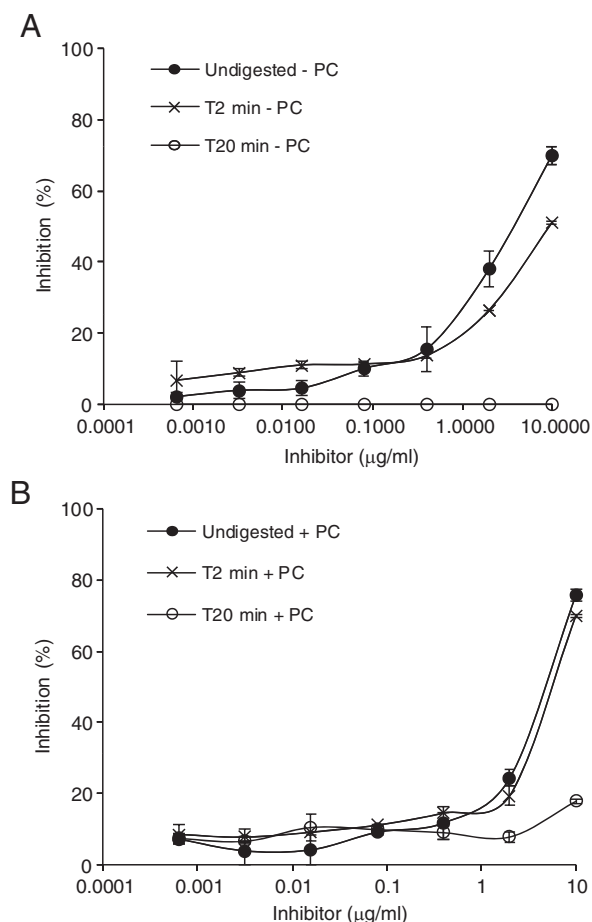 A
100
80
60
40
20
0
Inhibition (%)
Undigested - PC
T2 min - PC
T20 min - PC
0.0001 0.0010 0.0100 0.1000 1.0000 10.0000
Inhibitor (μg/ml)
B
100
80
60
40
20
0
Inhibition (%)
Undigested + PC
T2 min + PC
T20 min + PC
0.0001 0.001 0.01 0.1 1 10
Inhibitor (μg/ml)